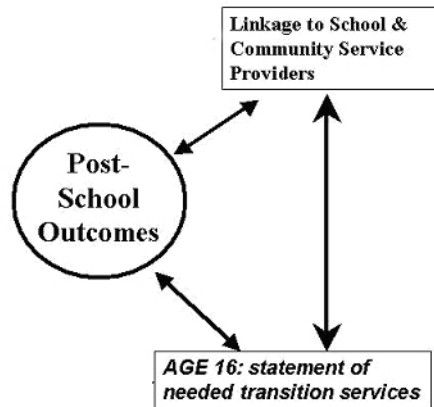 Linkage to School &
Community Service
Providers
Post-
School
Outcomes
AGE 16: statement of
needed transition services